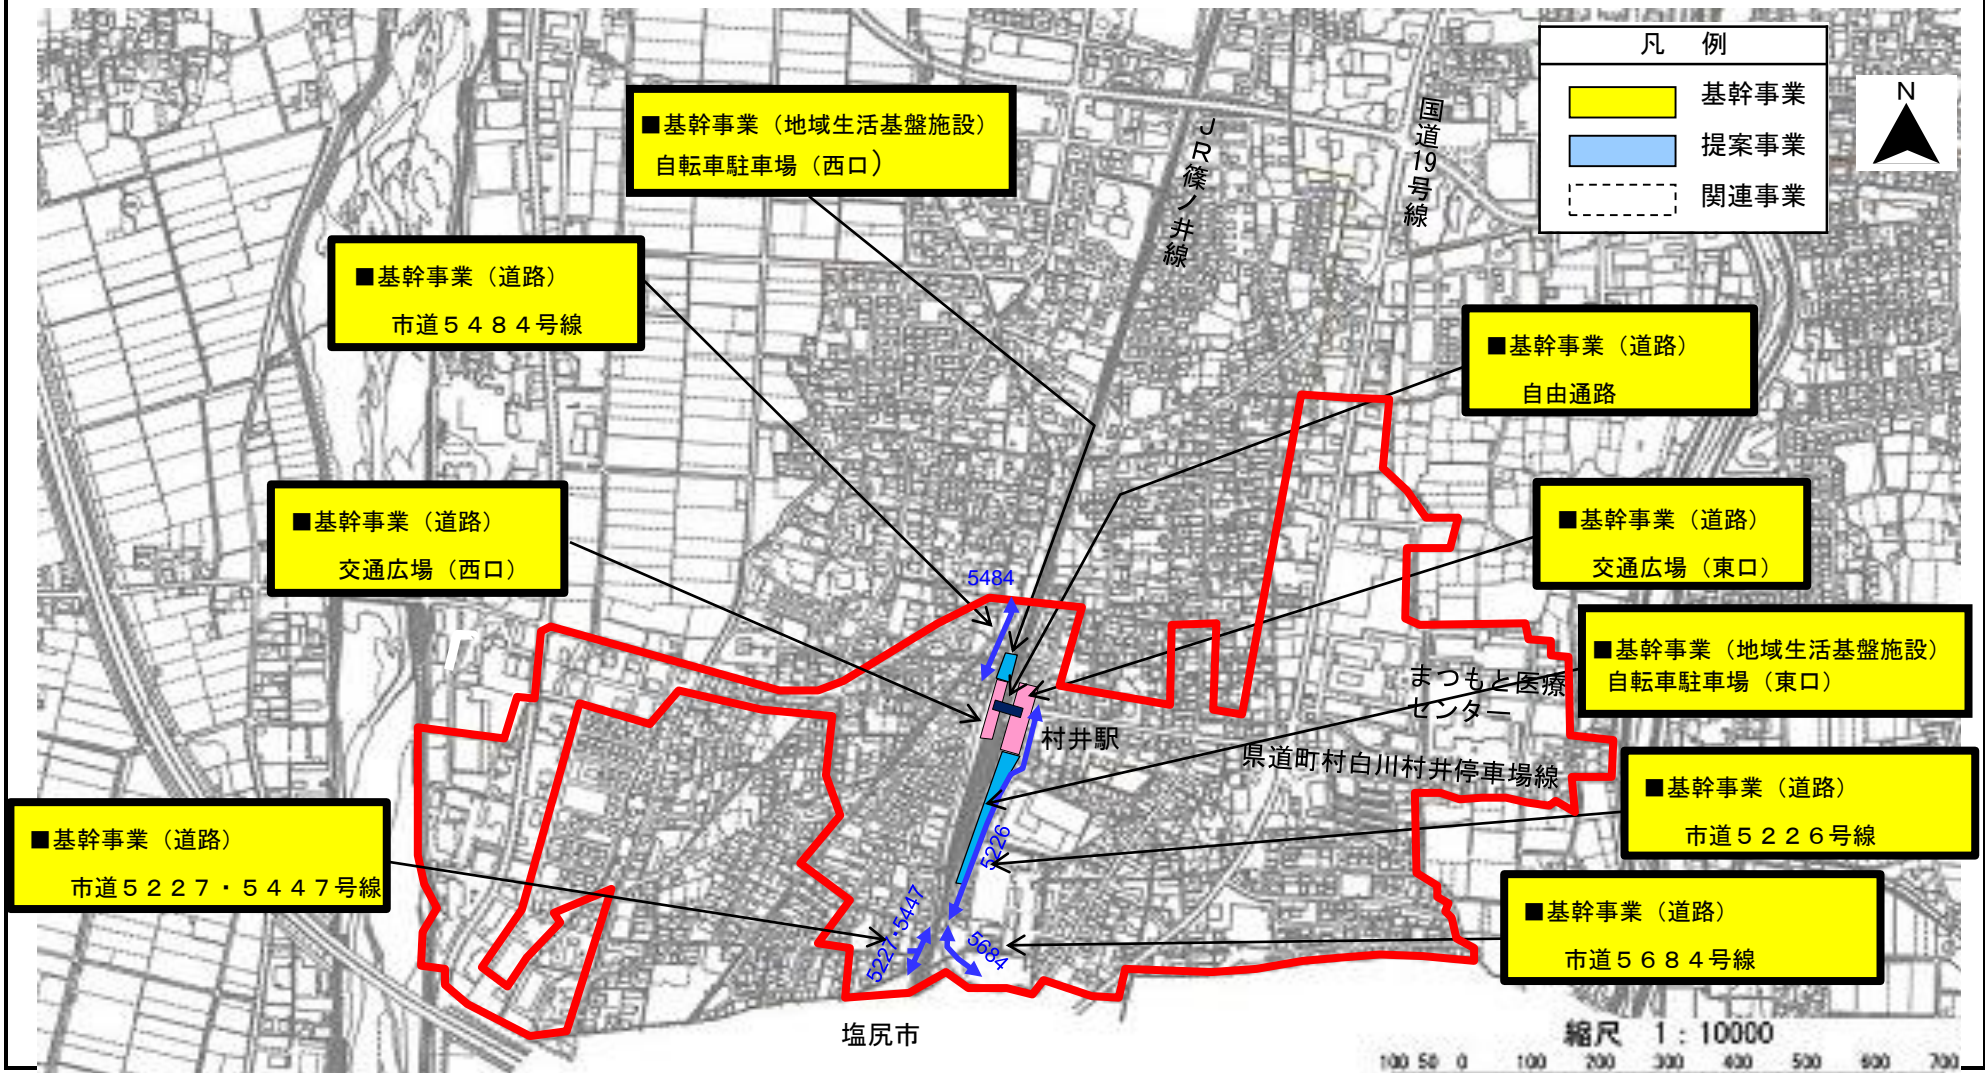 凡　例
基幹事業
提案事業
関連事業
N
■基幹事業（地域生活基盤施設）
自転車駐車場（西口）
ＪＲ篠ノ井線
国道19号線
■基幹事業（道路）
市道５４８４号線
■基幹事業（道路）
自由通路
■基幹事業（道路）
交通広場（西口）
■基幹事業（道路）
交通広場（東口）
5484
■基幹事業（地域生活基盤施設）
自転車駐車場（東口）
まつもと医療
センター
村井駅
県道町村白川村井停車場線
■基幹事業（道路）
市道５２２６号線
■基幹事業（道路）
市道５２２７・５４４７号線
5226
5227・5447
5684
■基幹事業（道路）
市道５６８４号線
塩尻市
縮尺　1：10000
100 50 0 100 200 300 400 500 600 700